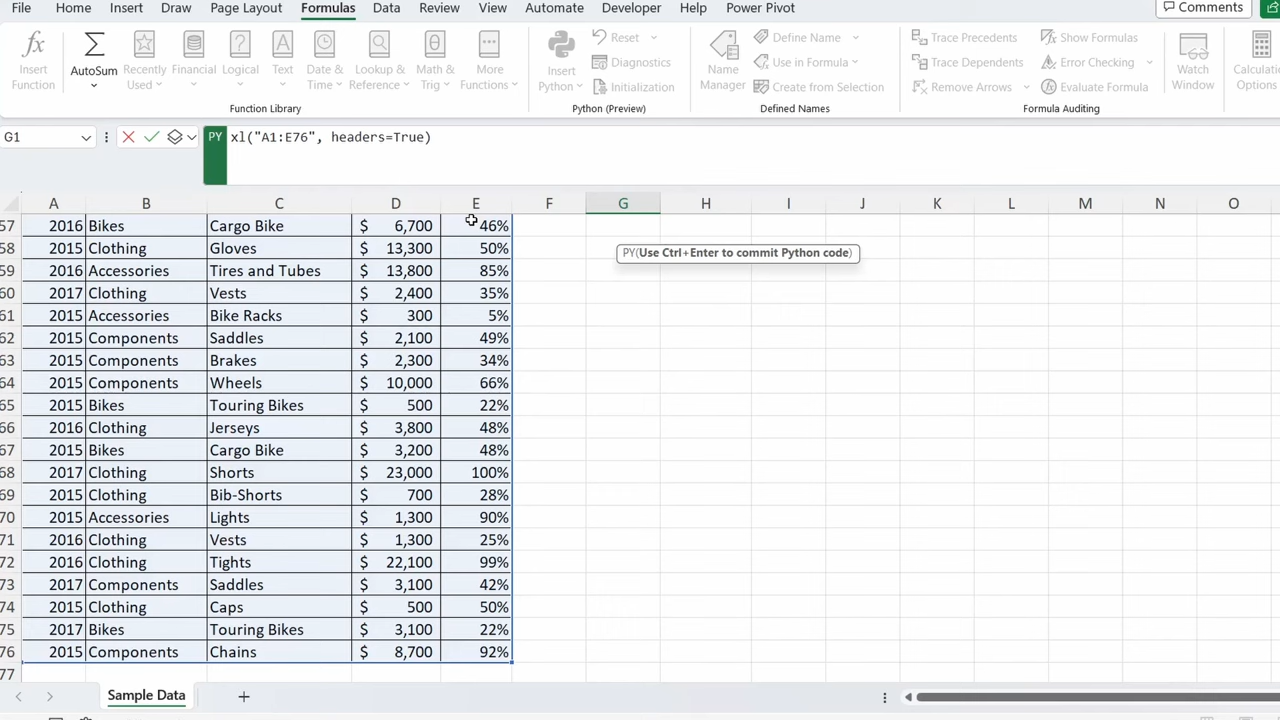 File Home Insert Draw Page Layout Formulas Data Review View Automate Developer Help Power Pivot Comments
fx Insert Function
AutoSum
Recently Used
Financial
Logical
Text
Date & Time
Lookup & Reference
Math & Trig
More Functions
Function Library
Insert Python
Reset
Diagnostics
Initialization
Python (Preview)
Name Manager
Define Name
Use in Formula
Create from Selection
Defined Names
Trace Precedents
Trace Dependents
Remove Arrows
Show Formulas
Error Checking
Evaluate Formula
Formula Auditing
Watch Window
Options
G1 PY xl("A1:E76", headers=True)
A B C D E F G H I J K L M N O
57 2016 Bikes Cargo Bike $ 6,700 46%
58 2015 Clothing Gloves $ 13,300 50%
PY(Use Ctrl+Enter to commit Python code)
59 2016 Accessories Tires and Tubes $ 13,800 85%
60 2017 Clothing Vests $ 2,400 35%
61 2015 Accessories Bike Racks $ 300 5%
62 2015 Components Saddles $ 2,100 49%
63 2015 Components Brakes $ 2,300 34%
64 2015 Components Wheels $ 10,000 66%
65 2015 Bikes Touring Bikes $ 500 22%
66 2016 Clothing Jerseys $ 3,800 48%
67 2015 Bikes Cargo Bike $ 3,200 48%
68 2017 Clothing Shorts $ 23,000 100%
69 2015 Clothing Bib-Shorts $ 700 28%
70 2015 Accessories Lights $ 1,300 90%
71 2016 Clothing Vests $ 1,300 25%
72 2016 Clothing Tights $ 22,100 99%
73 2017 Components Saddles $ 3,100 42%
74 2015 Clothing Caps $ 500 50%
75 2017 Bikes Touring Bikes $ 3,100 22%
76 2015 Components Chains $ 8,700 92%
77
Sample Data